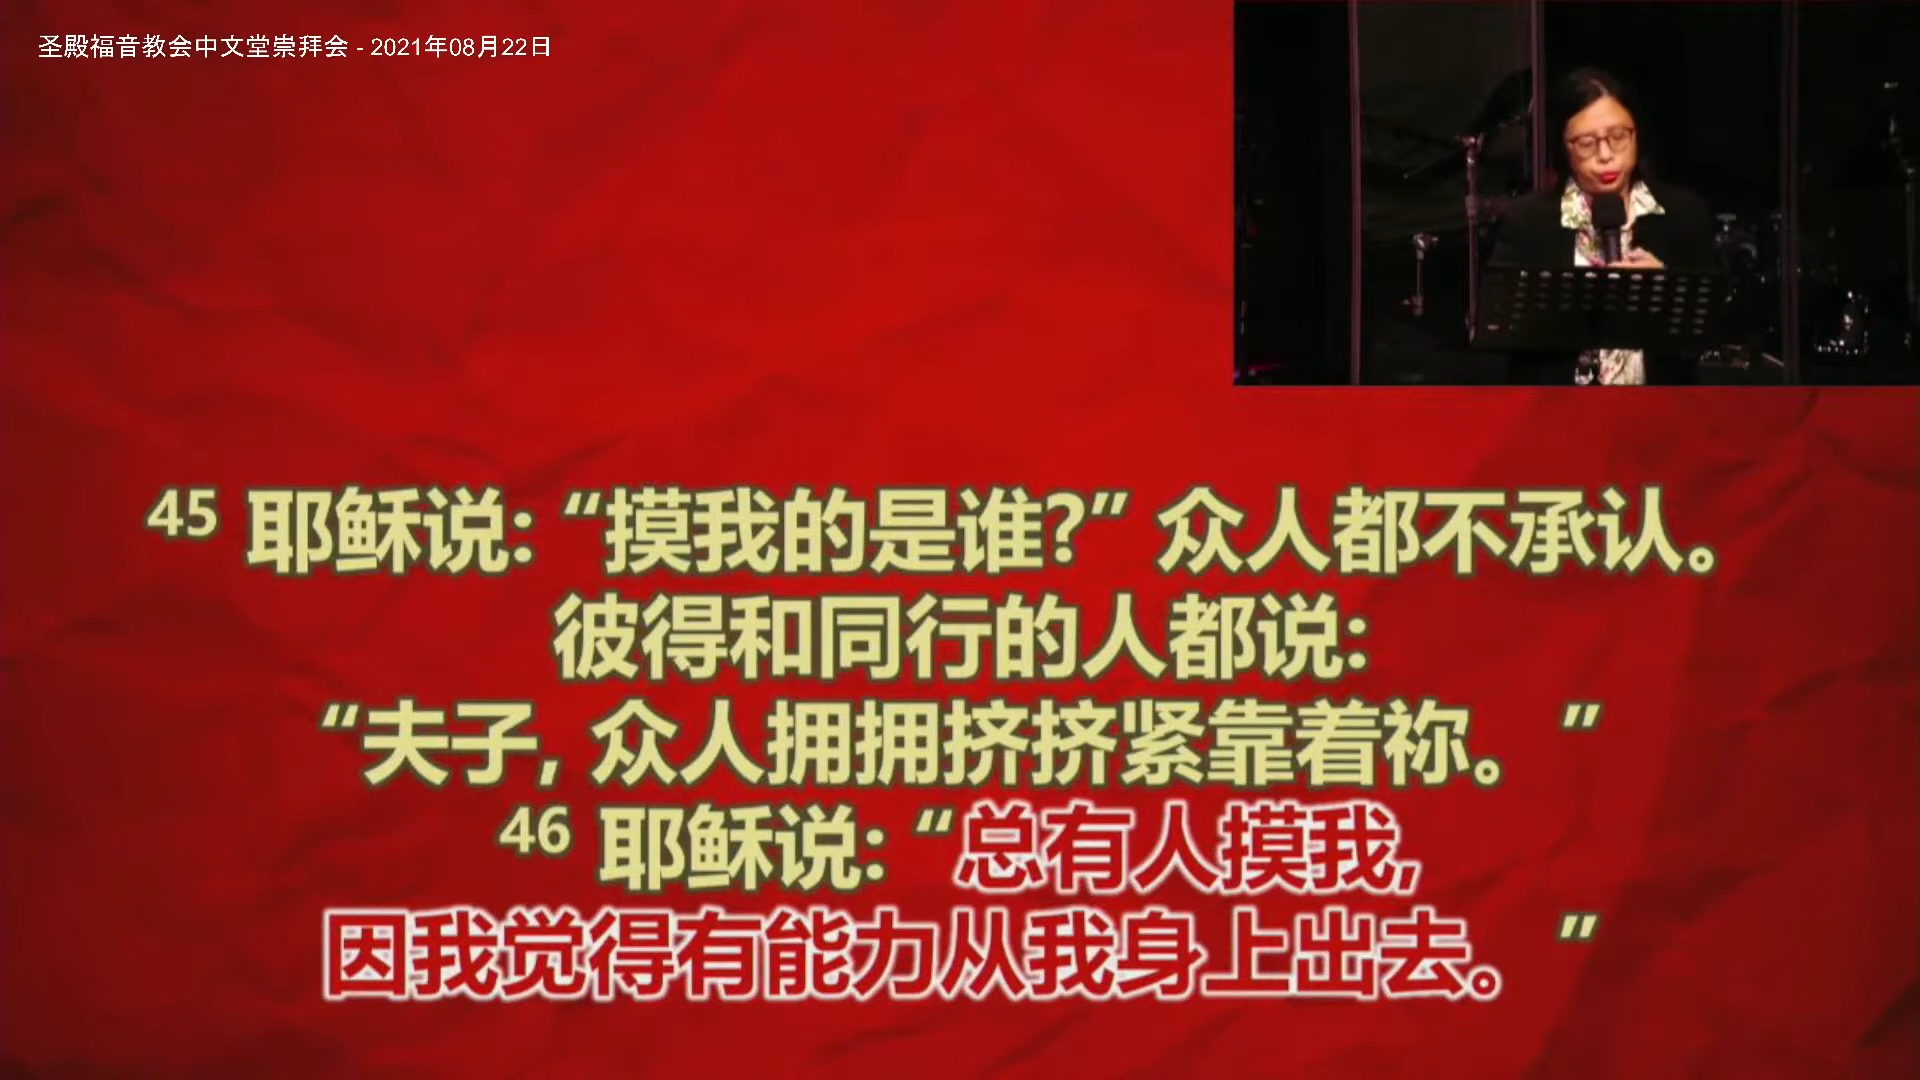 圣殿福音教会中文堂崇拜会 - 2021年08月22日
45 耶稣说: “摸我的是谁?” 众人都不承认。
彼得和同行的人都说:
“夫子, 众人拥拥挤挤紧靠着祢。”
46 耶稣说: “总有人摸我,
因我觉得有能力从我身上出去。”